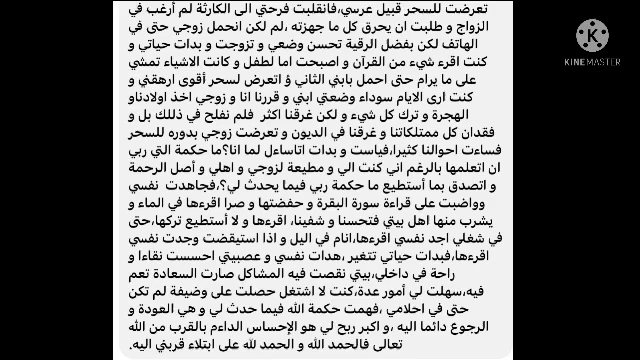 تعرضت للسحر قبيل عرسي،فانقلبت فرحتي الى الكارثة لم أرغب في
الزواج و طلبت ان يحرق كل ما جهزته ،لم لكن انحمل زوجي حتى في
الهاتف لكن بفضل الرقية تحسن وضعي و تزوجت و بدات حياتي و
كنت اقرء شيء من القرآن و اصبحت اما لطفل و كانت الاشياء تمشي
على ما يرام حتى احمل بابني الثاني ؤ اتعرض لسحر أقوى ارهقتني و
كنت ارى الايام سوداء وضعتي ابني و قررنا انا و زوجي اخذ اولادناو
الهجرة و ترك كل شيء و لكن غرقنا اكثر فلم نفلح في ذللك بل و
فقدان كل ممتلكاتنا و غرقنا في الديون و تعرضت زوجي بدوره للسحر
فساءت احوالنا كثيرا،فياست و بدات اتاساءل لما انا؟ما حكمة التي ربي
ان اتعلمها بالرغم اني كنت الي و مطيعة لزوجي و اهلي و أصل الرحمة
و اتصدق بما أستطيع ما حكمة ربي فيما يحدث لي؟،فجاهدت نفسي
وواضبت على قراءة سورة البقرة و حفضتها و صرا اقرءها في الماء و
يشرب منها اهل بيتي فتحسنا و شفينا، اقرءها و لا أستطيع تركها،حتى
في شغلي اجد نفسي اقرءها،انام في اليل و اذا استيقضت وجدت نفسي
اقرءها،فبدات حياتي تتغير ،هدات نفسي و عصبيتي احسست نقاءا و
راحة في داخلي،بيتي نقصت فيه المشاكل صارت السعادة تعم
فيه،سهلت لي أمور عدة،كنت لا اشتغل حصلت على وضيفة لم تكن
حتى في احلامي ،فهمت حكمة الله فيما حدث لي و هي العودة و
الرجوع دائما اليه ،و اكبر ربح لي هو الإحساس الداءم بالقرب من الله
تعالى فالحمد الله و الحمد لله على ابتلاء قربني اليه.
KINEMASTER